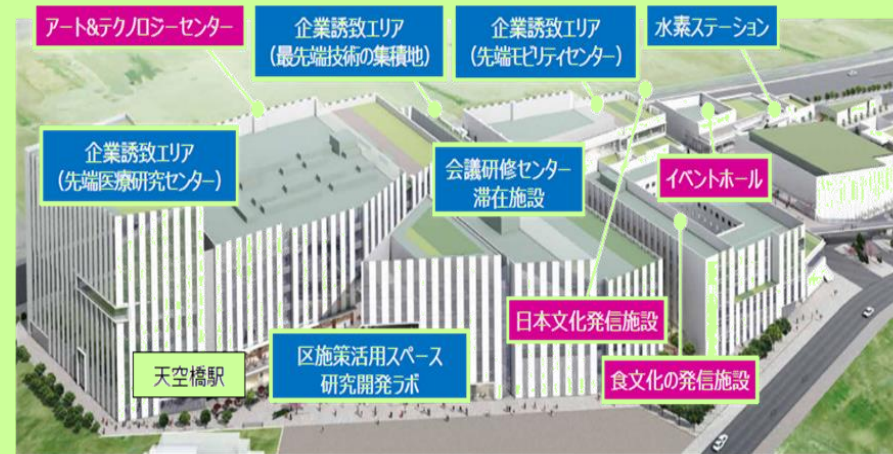 アート&テクノロジーセンター
企業誘致エリア
(最先端技術の集積地)
企業誘致エリア
(先端モビリティセンター)
水素ステーション
企業誘致エリア
(先端医療研究センター)
会議研修センター
滞在施設
イベントホール
日本文化発信施設
天空橋駅
区施策活用スペース
研究開発ラボ
食文化の発信施設